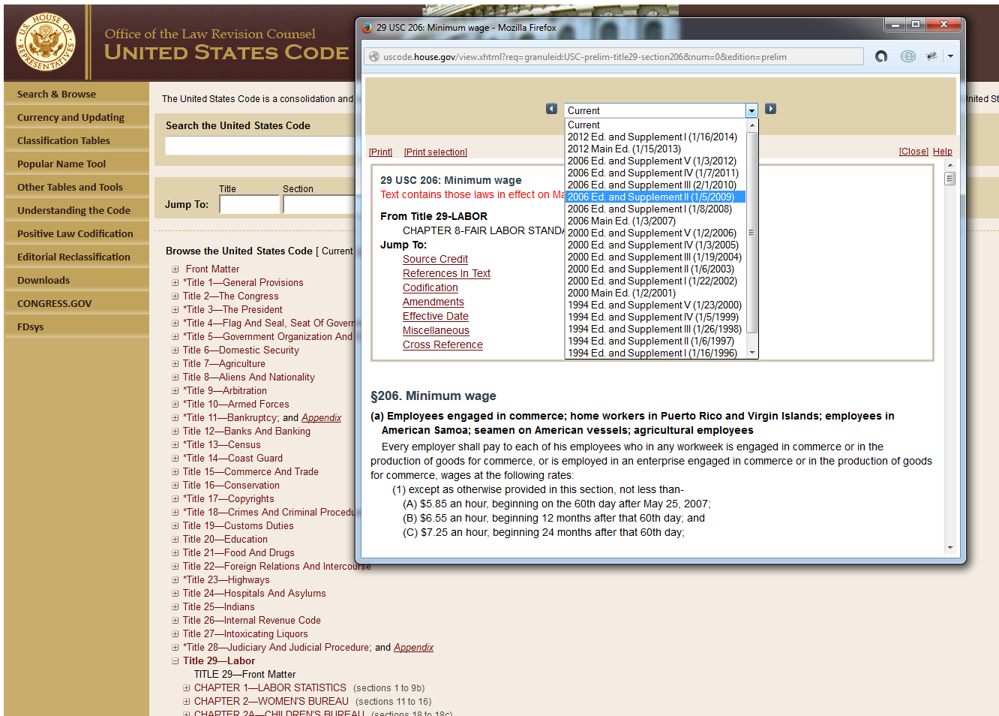 U.S. HOUSE OF REPRESENTATIVES
Office of the Law Revision Counsel
UNITED STATES CODE
Search & Browse
Currency and Updating
Classification Tables
Popular Name Tool
Other Tables and Tools
Understanding the Code
Positive Law Codification
Editorial Reclassification
Downloads
CONGRESS.GOV
FDsys
The United States Code is a consolidation and
nited St
Search the United States Code
Title
Section
Jump To:
Browse the United States Code [ Current
Front Matter
*Title 1—General Provisions
Title 2—The Congress
*Title 3—The President
*Title 4—Flag And Seal, Seat Of Govern
*Title 5—Government Organization And
Title 6—Domestic Security
Title 7—Agriculture
Title 8—Aliens And Nationality
*Title 9—Arbitration
*Title 10—Armed Forces
*Title 11—Bankruptcy; and Appendix
Title 12—Banks And Banking
*Title 13—Census
*Title 14—Coast Guard
Title 15—Commerce And Trade
Title 16—Conservation
*Title 17—Copyrights
*Title 18—Crimes And Criminal Procedu
Title 19—Customs Duties
Title 20—Education
Title 21—Food And Drugs
Title 22—Foreign Relations And Intercourse
*Title 23—Highways
Title 24—Hospitals And Asylums
Title 25—Indians
Title 26—Internal Revenue Code
Title 27—Intoxicating Liquors
*Title 28—Judiciary And Judicial Procedure; and Appendix
Title 29—Labor
TITLE 29—Front Matter
CHAPTER 1—LABOR STATISTICS (sections 1 to 9b)
CHAPTER 2—WOMEN'S BUREAU (sections 11 to 16)
CHAPTER 2A—CHILDREN'S BUREAU (sections 18 to 18c)
29 USC 206: Minimum wage - Mozilla Firefox
uscode.house.gov/view.xhtml?req=granuleid:USC-prelim-title29-section206&num=0&edition=prelim
Current
Current
2012 Ed. and Supplement I (1/16/2014)
2012 Main Ed. (1/15/2013)
2006 Ed. and Supplement V (1/3/2012)
2006 Ed. and Supplement IV (1/7/2011)
2006 Ed. and Supplement III (2/1/2010)
2006 Ed. and Supplement II (1/5/2009)
2006 Ed. and Supplement I (1/8/2008)
2006 Main Ed. (1/3/2007)
2000 Ed. and Supplement V (1/2/2006)
2000 Ed. and Supplement IV (1/3/2005)
2000 Ed. and Supplement III (1/19/2004)
2000 Ed. and Supplement II (1/6/2003)
2000 Ed. and Supplement I (1/22/2002)
2000 Main Ed. (1/2/2001)
1994 Ed. and Supplement V (1/23/2000)
1994 Ed. and Supplement IV (1/5/1999)
1994 Ed. and Supplement III (1/26/1998)
1994 Ed. and Supplement II (1/6/1997)
1994 Ed. and Supplement I (1/16/1996)
[Print] [Print selection]
[Close] Help
29 USC 206: Minimum wage
Text contains those laws in effect on Ma
From Title 29-LABOR
CHAPTER 8-FAIR LABOR STANDA
Jump To:
Source Credit
References In Text
Codification
Amendments
Effective Date
Miscellaneous
Cross Reference
§206. Minimum wage
(a) Employees engaged in commerce; home workers in Puerto Rico and Virgin Islands; employees in
American Samoa; seamen on American vessels; agricultural employees
Every employer shall pay to each of his employees who in any workweek is engaged in commerce or in the
production of goods for commerce, or is employed in an enterprise engaged in commerce or in the production of goods
for commerce, wages at the following rates:
(1) except as otherwise provided in this section, not less than-
(A) $5.85 an hour, beginning on the 60th day after May 25, 2007;
(B) $6.55 an hour, beginning 12 months after that 60th day; and
(C) $7.25 an hour, beginning 24 months after that 60th day;